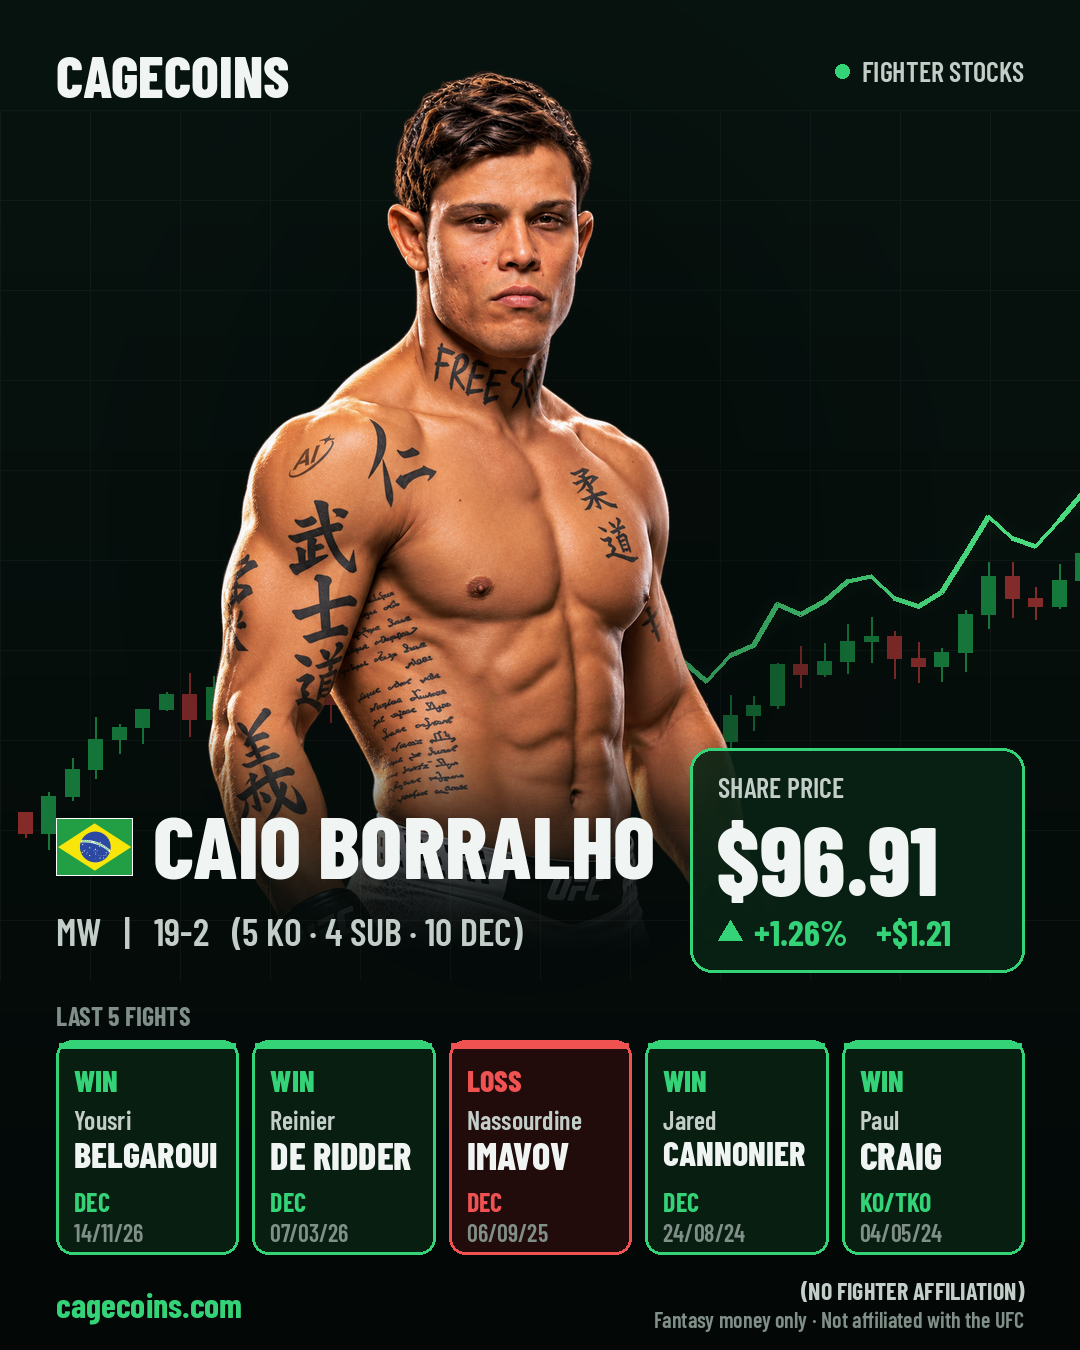 CAGECOINS
FIGHTER STOCKS
FREE SP
AI
仁
柔道
武士道
義
SHARE PRICE
$96.91
+1.26% +$1.21
CAIO BORRALHO
UFC
MW | 19-2 (5 KO · 4 SUB · 10 DEC)
LAST 5 FIGHTS
WIN
Yousri
BELGAROUI
DEC
14/11/26
WIN
Reinier
DE RIDDER
DEC
07/03/26
LOSS
Nassourdine
IMAVOV
DEC
06/09/25
WIN
Jared
CANNONIER
DEC
24/08/24
WIN
Paul
CRAIG
KO/TKO
04/05/24
cagecoins.com
(NO FIGHTER AFFILIATION)
Fantasy money only · Not affiliated with the UFC